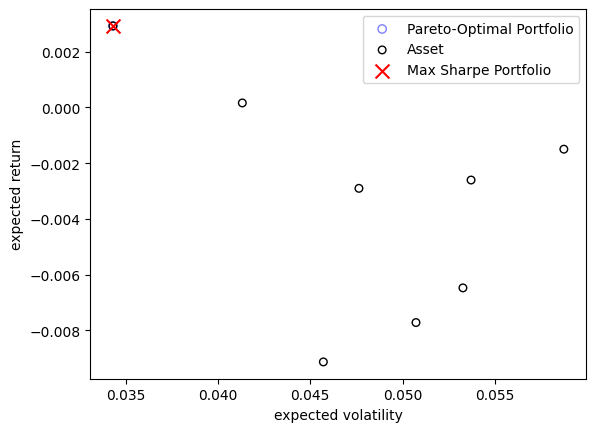 Pareto-Optimal Portfolio
Asset
Max Sharpe Portfolio
0.002
0.000
−0.002
−0.004
−0.006
−0.008
expected return
0.035
0.040
0.045
0.050
0.055
expected volatility